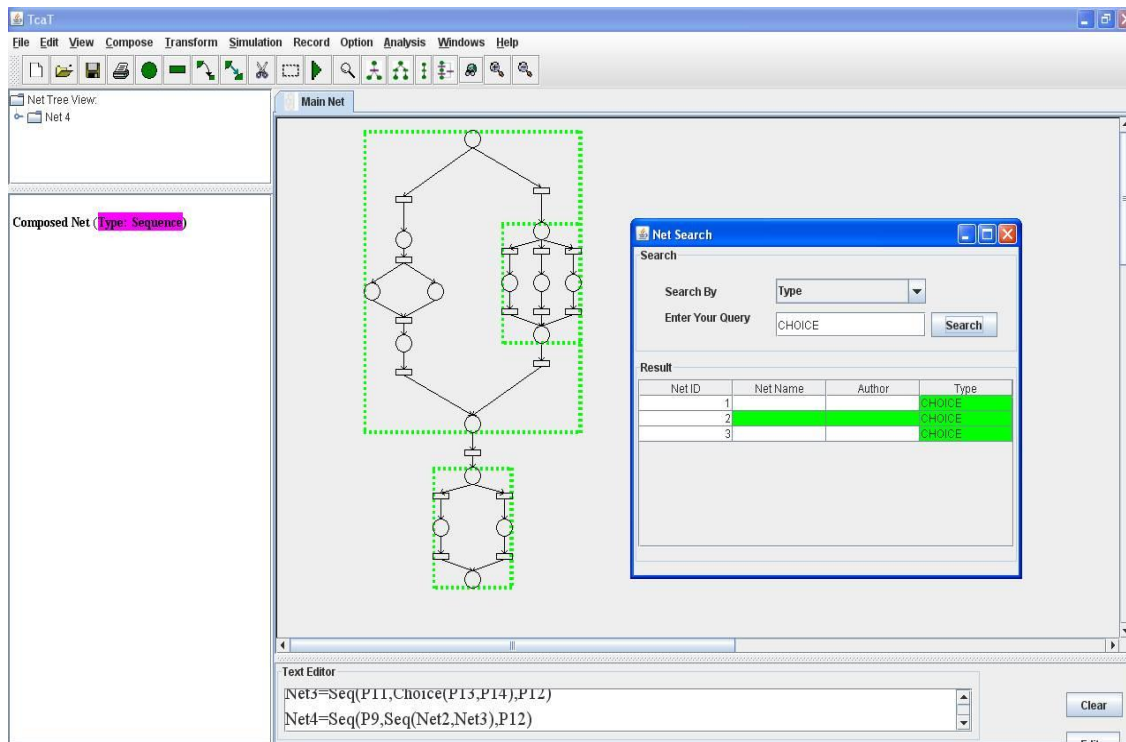 TcaT
File Edit View Compose Transform Simulation Record Option Analysis Windows Help
Net Tree View:
Net 4
Composed Net (Type: Sequence)
Main Net
Net Search
Search
Search By Type
Enter Your Query CHOICE Search
Result
Net ID Net Name Author Type
1 CHOICE
2 CHOICE
3 CHOICE
Text Editor
Net3=Seq(P11,Choice(P13,P14),P12)
Net4=Seq(P9,Seq(Net2,Net3),P12)
Clear